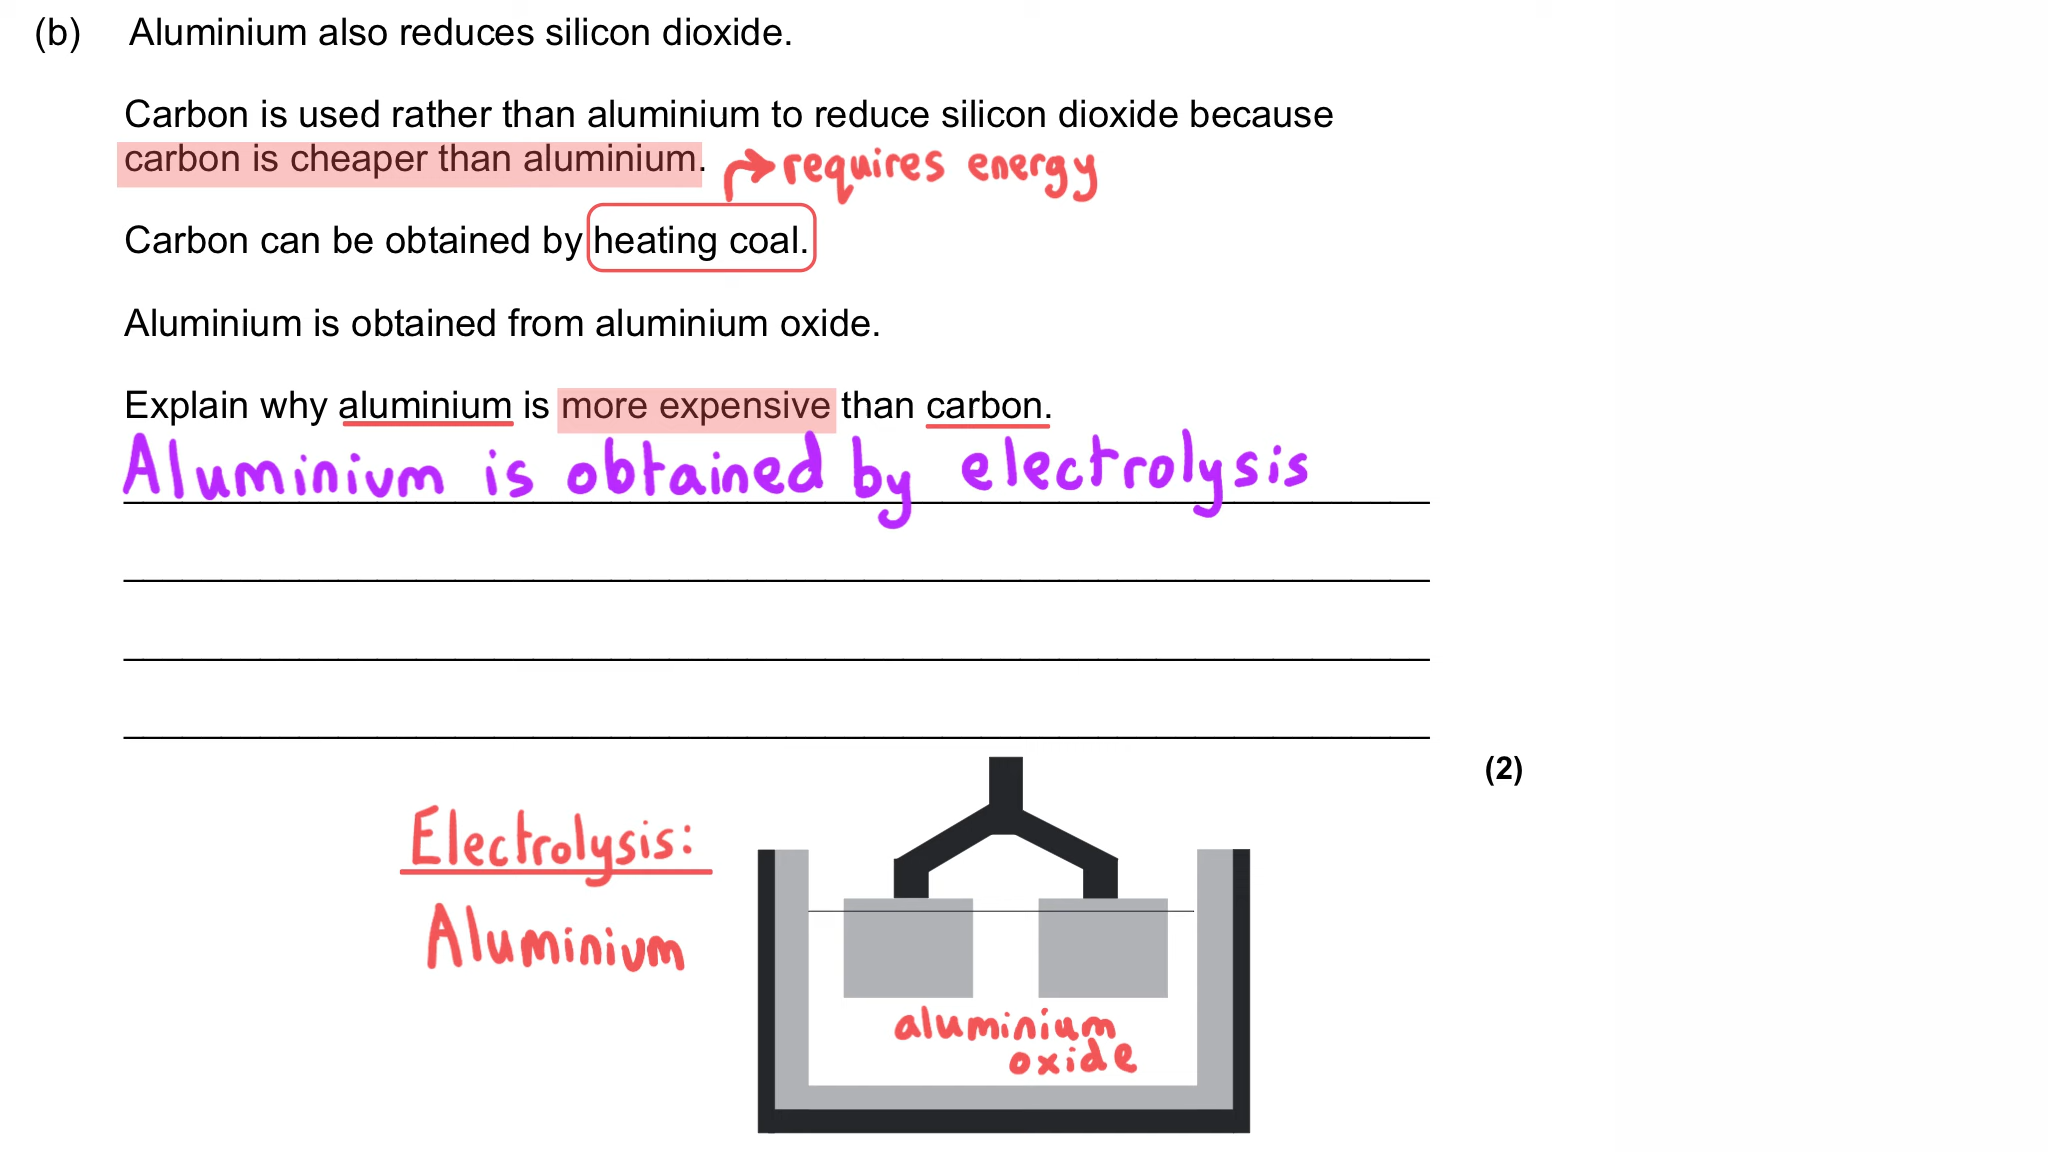 (b) Aluminium also reduces silicon dioxide.
Carbon is used rather than aluminium to reduce silicon dioxide because
carbon is cheaper than aluminium. requires energy
Carbon can be obtained by heating coal.
Aluminium is obtained from aluminium oxide.
Explain why aluminium is more expensive than carbon.
Aluminium is obtained by electrolysis
(2)
Electrolysis:
Aluminium
aluminium
oxide